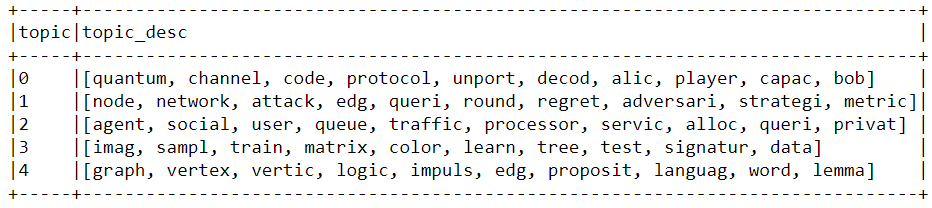 +-----+----------------------------------------------------------------------------+
|topic|topic_desc                                                                  |
+-----+----------------------------------------------------------------------------+
|0    |[quantum, channel, code, protocol, unport, decod, alic, player, capac, bob]    |
|1    |[node, network, attack, edg, queri, round, regret, adversari, strategi, metric]|
|2    |[agent, social, user, queue, traffic, processor, servic, alloc, queri, privat] |
|3    |[imag, sampl, train, matrix, color, learn, tree, test, signatur, data]         |
|4    |[graph, vertex, vertic, logic, impuls, edg, proposit, languag, word, lemma]    |
+-----+----------------------------------------------------------------------------+